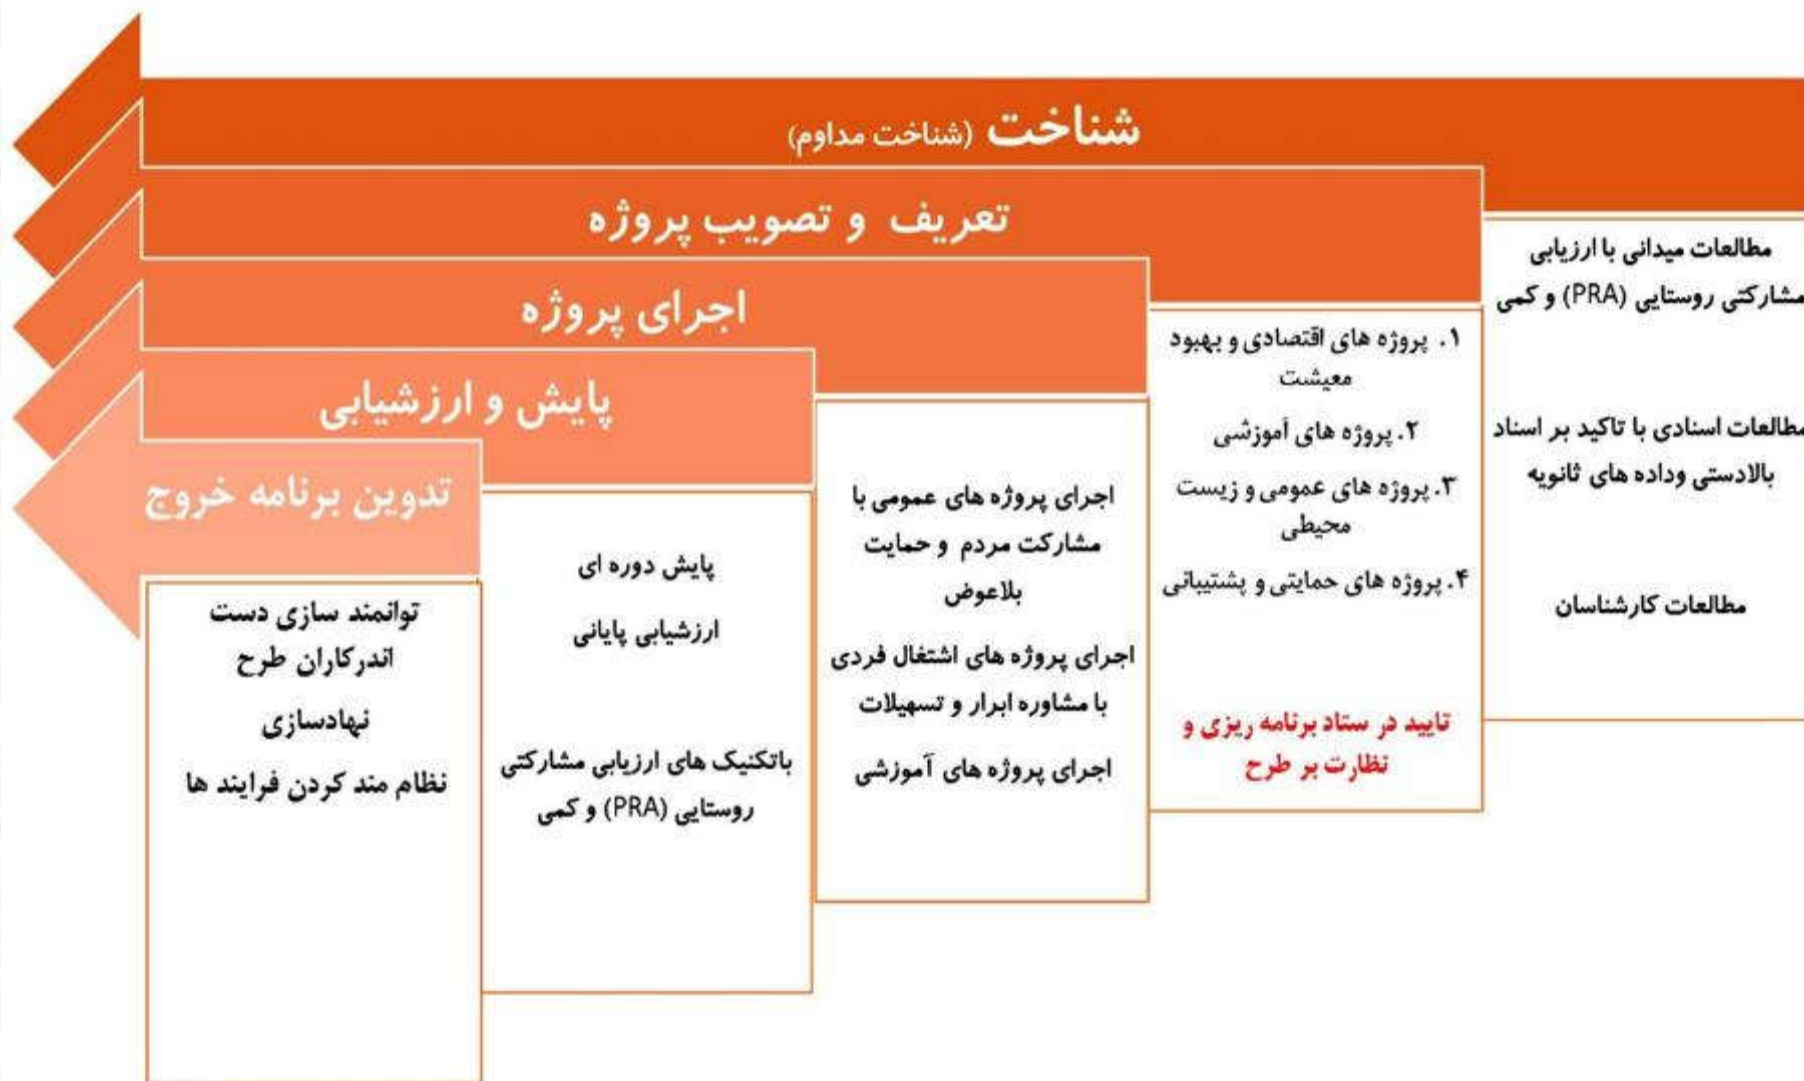 شناخت (شناخت مداوم)
مطالعات میدانی با ارزیابی
مشارکتی روستایی (PRA) و کمی
مطالعات اسنادی با تاکید بر اسناد
بالادستی وداده های ثانویه
مطالعات کارشناسان
تعریف و تصویب پروژه
۱. پروژه های اقتصادی و بهبود
معیشت
۲. پروژه های آموزشی
۳. پروژه های عمومی و زیست
محیطی
۴. پروژه های حمایتی و پشتیبانی
تایید در ستاد برنامه ریزی و
نظارت بر طرح
اجرای پروژه
اجرای پروژه های عمومی با
مشارکت مردم و حمایت
بلاعوض
اجرای پروژه های اشتغال فردی
با مشاوره ابرار و تسهیلات
اجرای پروژه های آموزشی
پایش و ارزشیابی
پایش دوره ای
ارزشیابی پایانی
باتکنیک های ارزیابی مشارکتی
روستایی (PRA) و کمی
تدوین برنامه خروج
توانمند سازی دست
اندرکاران طرح
نهادسازی
نظام مند کردن فرایند ها